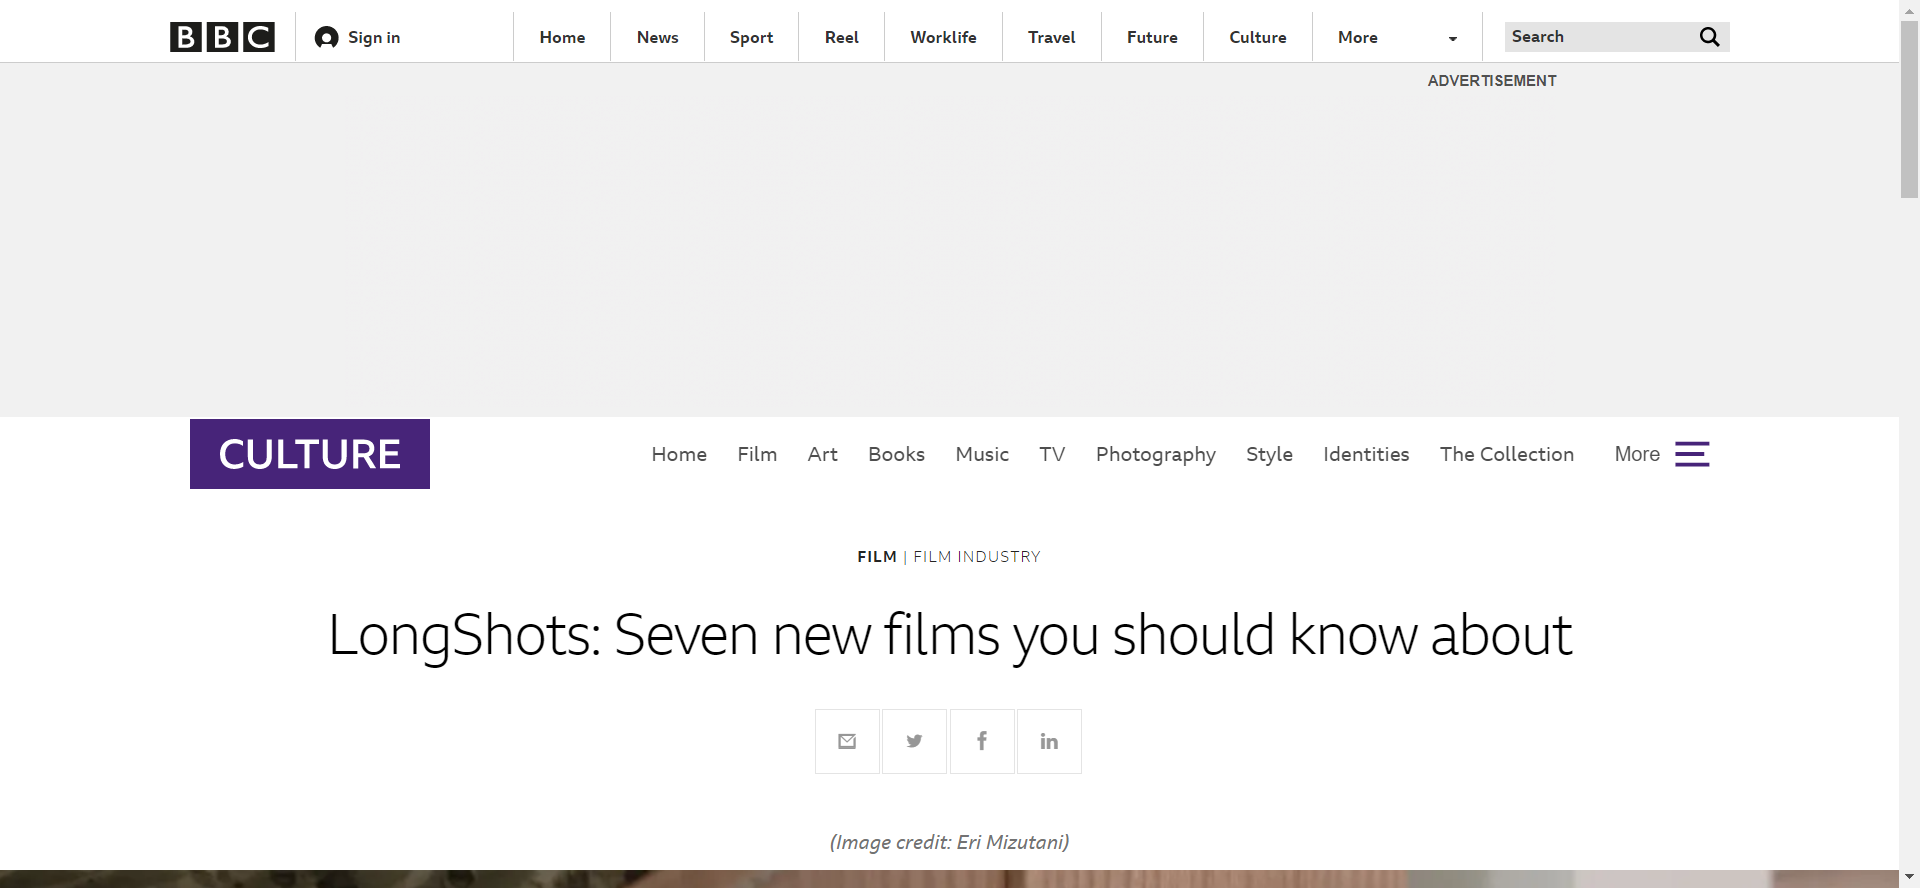 BBC Sign in Home News Sport Reel Worklife Travel Future Culture More Search
ADVERTISEMENT
CULTURE Home Film Art Books Music TV Photography Style Identities The Collection More
FILM | FILM INDUSTRY
LongShots: Seven new films you should know about
(Image credit: Eri Mizutani)